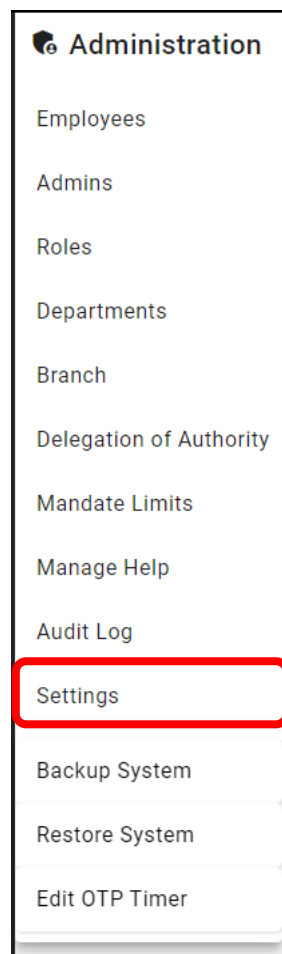 Administration
Employees
Admins
Roles
Departments
Branch
Delegation of Authority
Mandate Limits
Manage Help
Audit Log
Settings
Backup System
Restore System
Edit OTP Timer